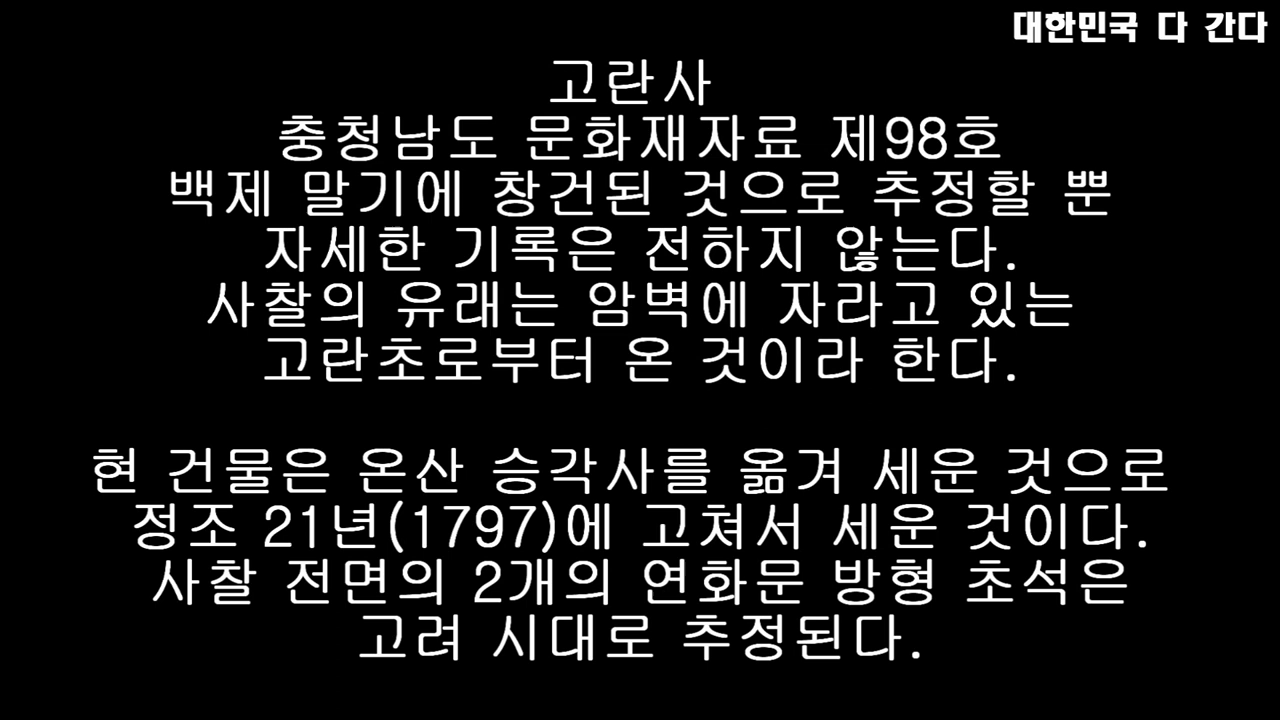 대한민국 다 간다
고란사
충청남도 문화재자료 제98호
백제 말기에 창건된 것으로 추정할 뿐
자세한 기록은 전하지 않는다.
사찰의 유래는 암벽에 자라고 있는
고란초로부터 온 것이라 한다.
현 건물은 온산 승각사를 옮겨 세운 것으로
정조 21년(1797)에 고쳐서 세운 것이다.
사찰 전면의 2개의 연화문 방형 초석은
고려 시대로 추정된다.